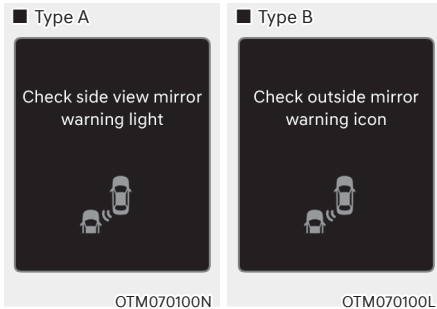 ■ Type A
Check side view mirror
warning light
OTM070100N
■ Type B
Check outside mirror
warning icon
OTM070100L